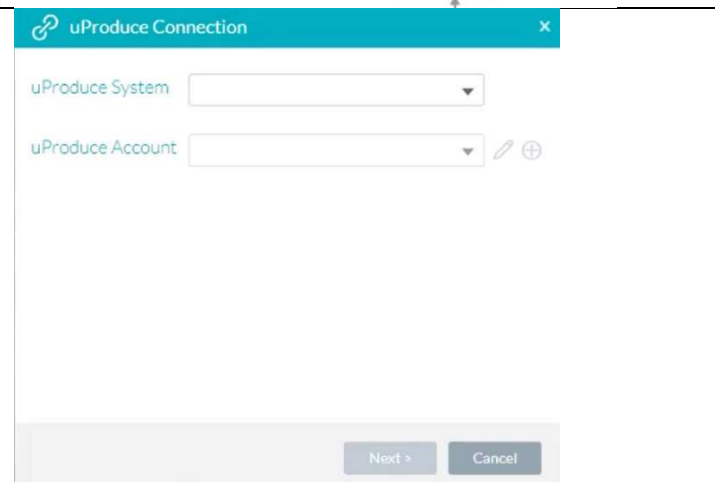 uProduce Connection ×
uProduce System
uProduce Account
Next > Cancel